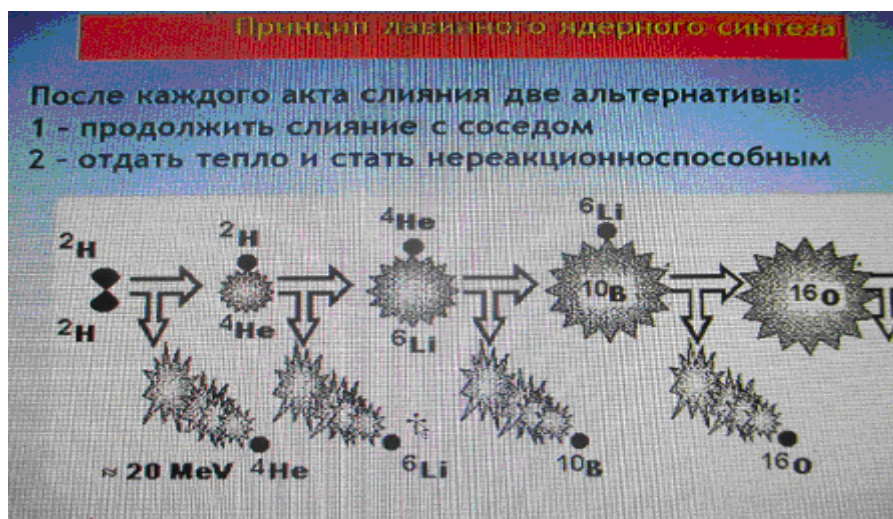 Принцип лавинного ядерного синтеза
После каждого акта слияния две альтернативы:
1 - продолжить слияние с соседом
2 - отдать тепло и стать нереакционноспособным
²H
²H
²H
⁴He
⁴He
⁶Li
⁶Li
¹⁰B
¹⁶O
≈ 20 MeV ⁴He
⁶Li
¹⁰B
¹⁶O